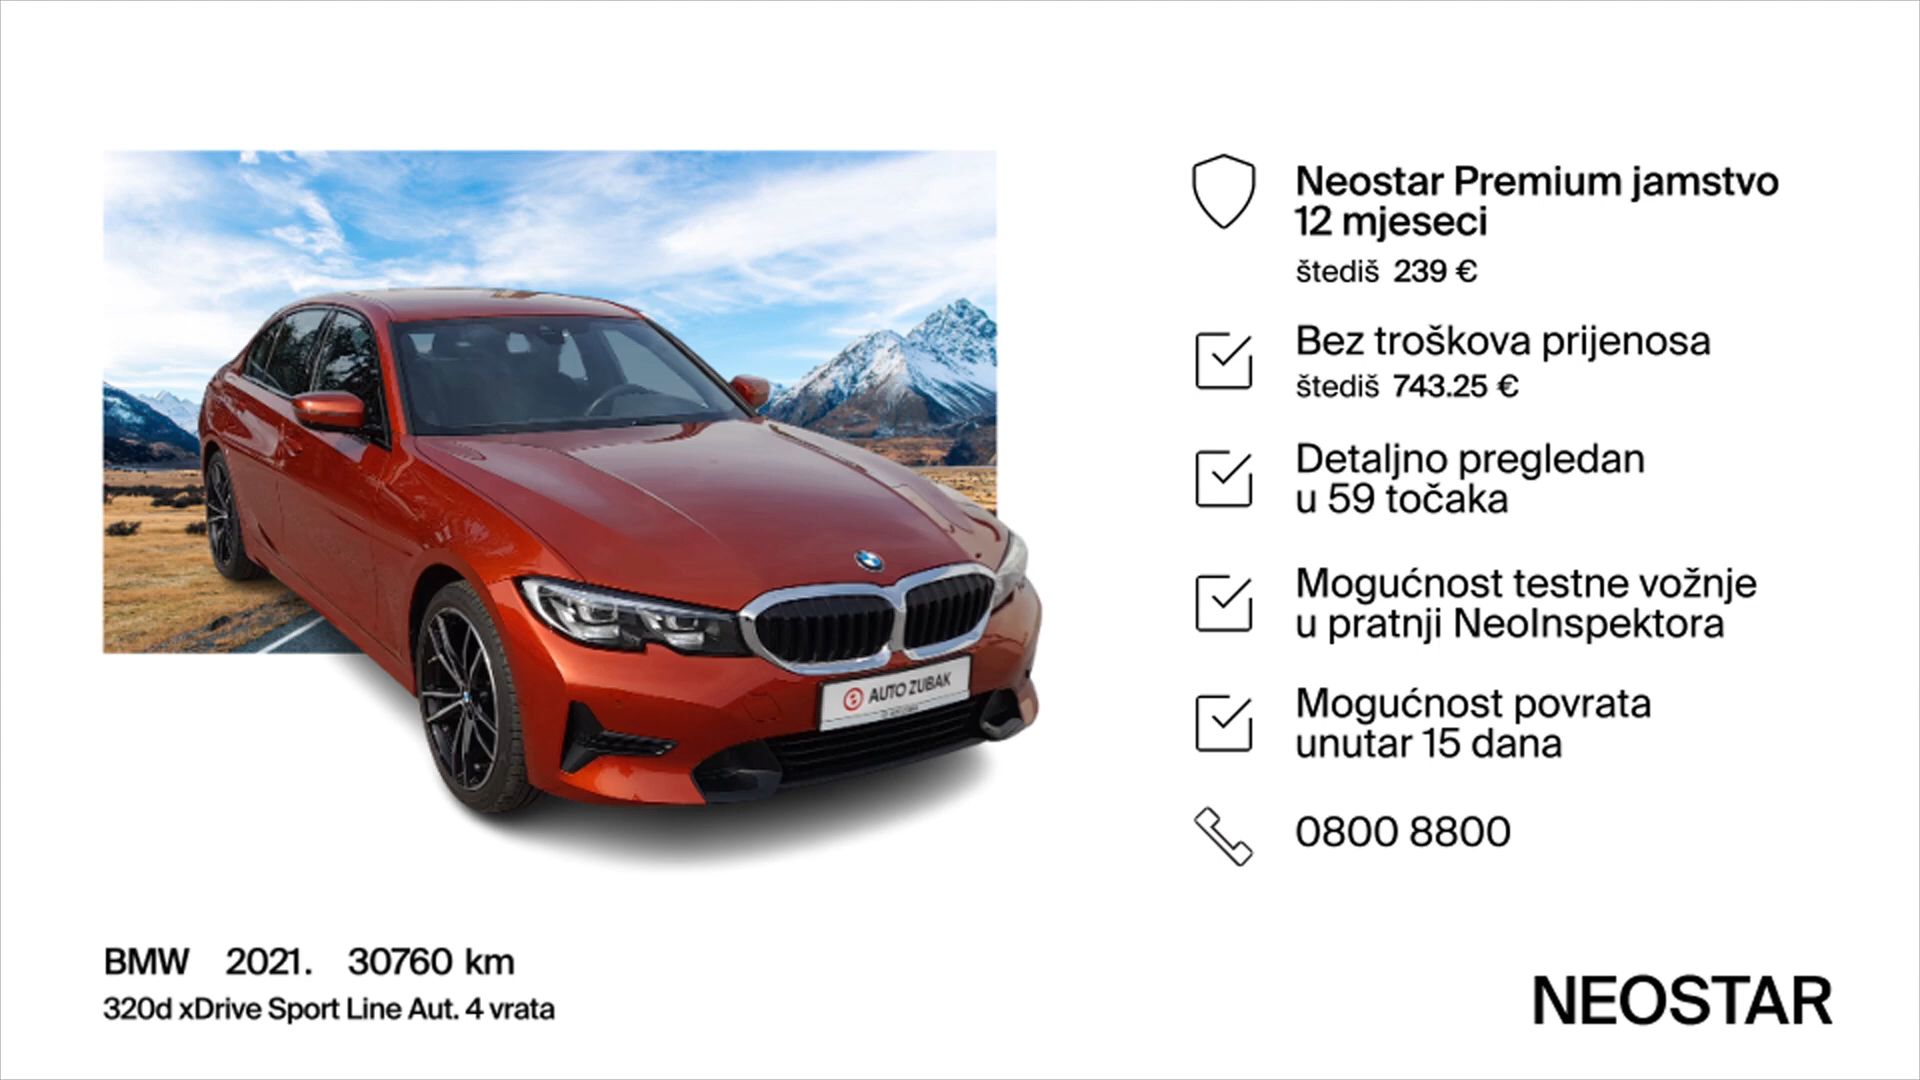 Neostar Premium jamstvo
12 mjeseci
štediš 239 €
Bez troškova prijenosa
štediš 743.25 €
Detaljno pregledan
u 59 točaka
Mogućnost testne vožnje
u pratnji NeoInspektora
Mogućnost povrata
unutar 15 dana
0800 8800
AUTO ZUBAK
BMW 2021. 30760 km
320d xDrive Sport Line Aut. 4 vrata
NEOSTAR